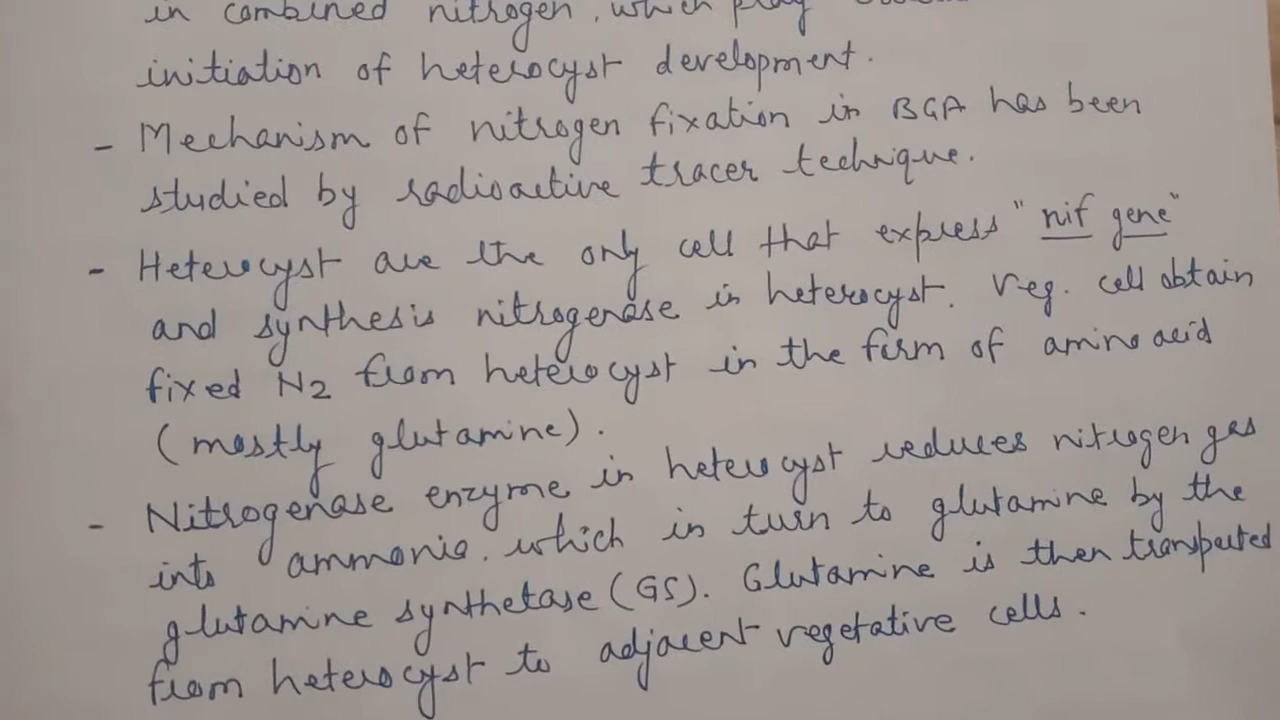 in combined nitrogen, which play
initiation of heterocyst development.
- Mechanism of nitrogen fixation in BGA has been
studied by radioactive tracer technique.
- Heterocyst are the only cell that express "nif gene"
and synthesis nitrogenase in heterocyst. Veg. cell obtain
fixed N2 from heterocyst in the form of amino acid
(mostly glutamine).
- Nitrogenase enzyme in heterocyst reduces nitrogen gas
into ammonia, which in turn to glutamine by the
glutamine synthetase (GS). Glutamine is then transported
from heterocyst to adjacent vegetative cells.